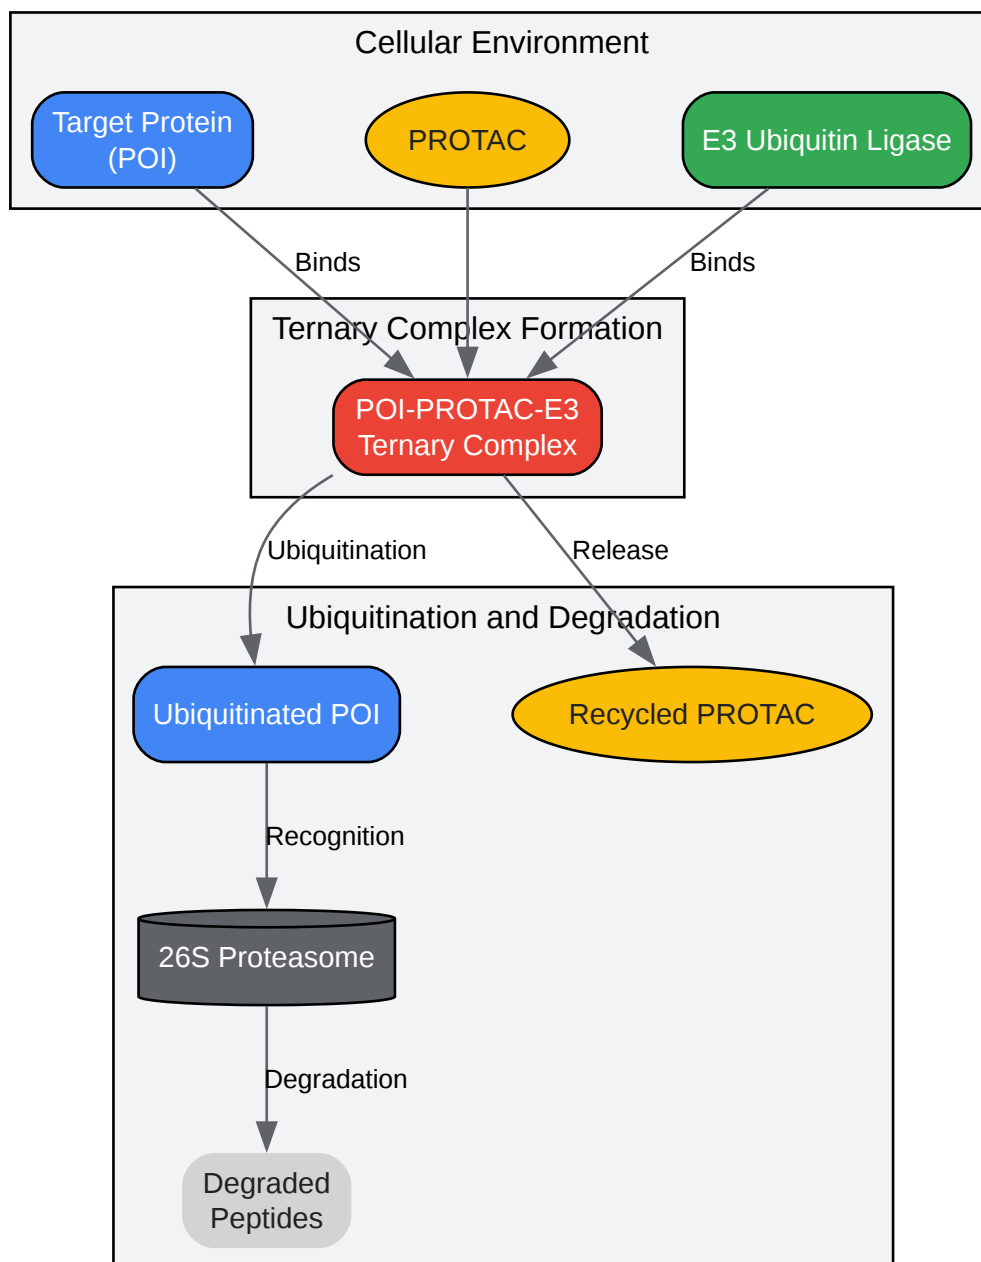 Cellular Environment
Target Protein
(POI)
PROTAC
E3 Ubiquitin Ligase
Binds
Binds
Ternary Complex Formation
POI-PROTAC-E3
Ternary Complex
Ubiquitination
Release
Ubiquitination and Degradation
Ubiquitinated POI
Recycled PROTAC
Recognition
26S Proteasome
Degradation
Degraded
Peptides